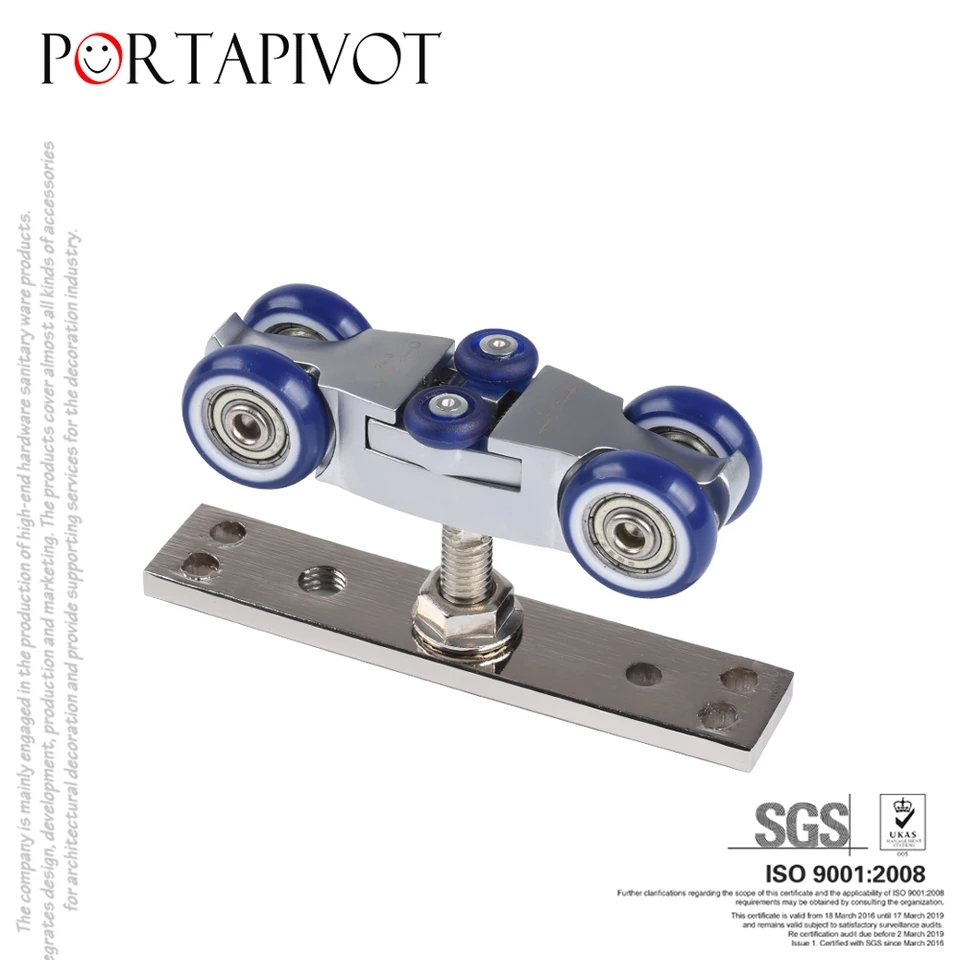 PORTAPIVOT
The company is mainly engaged in the production of high-end hardware sanitary ware products.
egrates design, development, production and marketing. The products cover almost all kinds of accessories
for architectural decoration and provide supporting services for the decoration industry.
SGS
UKAS
MANAGEMENT
SYSTEMS
005
ISO 9001:2008
Further clarifications regarding the scope of this certificate and the applicability of ISO 9001:2008
requirements may be obtained by consulting the organization.
This certificate is valid from 18 March 2016 until 17 March 2019
and remains valid subject to satisfactory surveillance audits.
Re certification audit due before 2 March 2019
Issue 1. Certified with SGS since March 2016